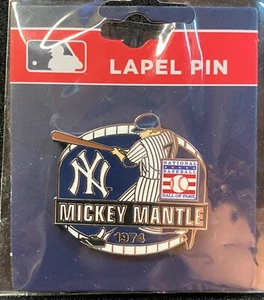 LAPEL PIN
NY
NATIONAL
BASEBALL
HALL OF FAME
MICKEY MANTLE
1974